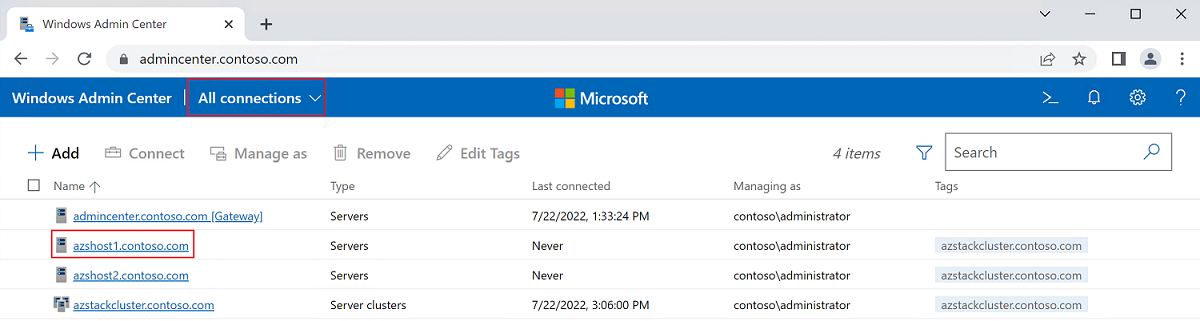 Windows Admin Center
admincenter.contoso.com
Windows Admin Center | All connections Microsoft ?
Add Connect Manage as Remove Edit Tags 4 items Search
Name Type Last connected Managing as Tags
admincenter.contoso.com [Gateway] Servers 7/22/2022, 1:33:24 PM contoso\administrator
azshost1.contoso.com Servers Never contoso\administrator azstackcluster.contoso.com
azshost2.contoso.com Servers Never contoso\administrator azstackcluster.contoso.com
azstackcluster.contoso.com Server clusters 7/22/2022, 3:06:00 PM contoso\administrator azstackcluster.contoso.com